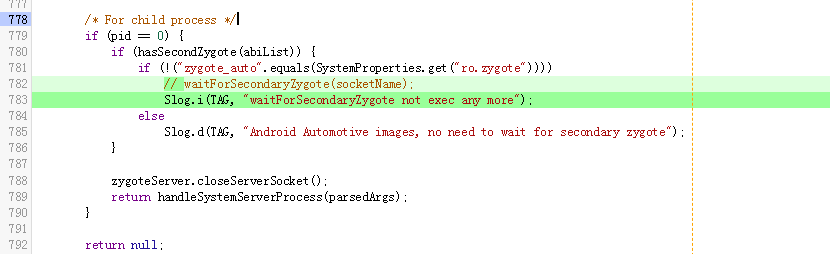 777
778 /* For child process */
779 if (pid == 0) {
780 if (hasSecondZygote(abiList)) {
781 if (!("zygote_auto".equals(SystemProperties.get("ro.zygote"))))
782 // waitForSecondaryZygote(socketName);
783 Slog.i(TAG, "waitForSecondaryZygote not exec any more");
784 else
785 Slog.d(TAG, "Android Automotive images, no need to wait for secondary zygote");
786 }
787
788 zygoteServer.closeServerSocket();
789 return handleSystemServerProcess(parsedArgs);
790 }
791
792 return null;